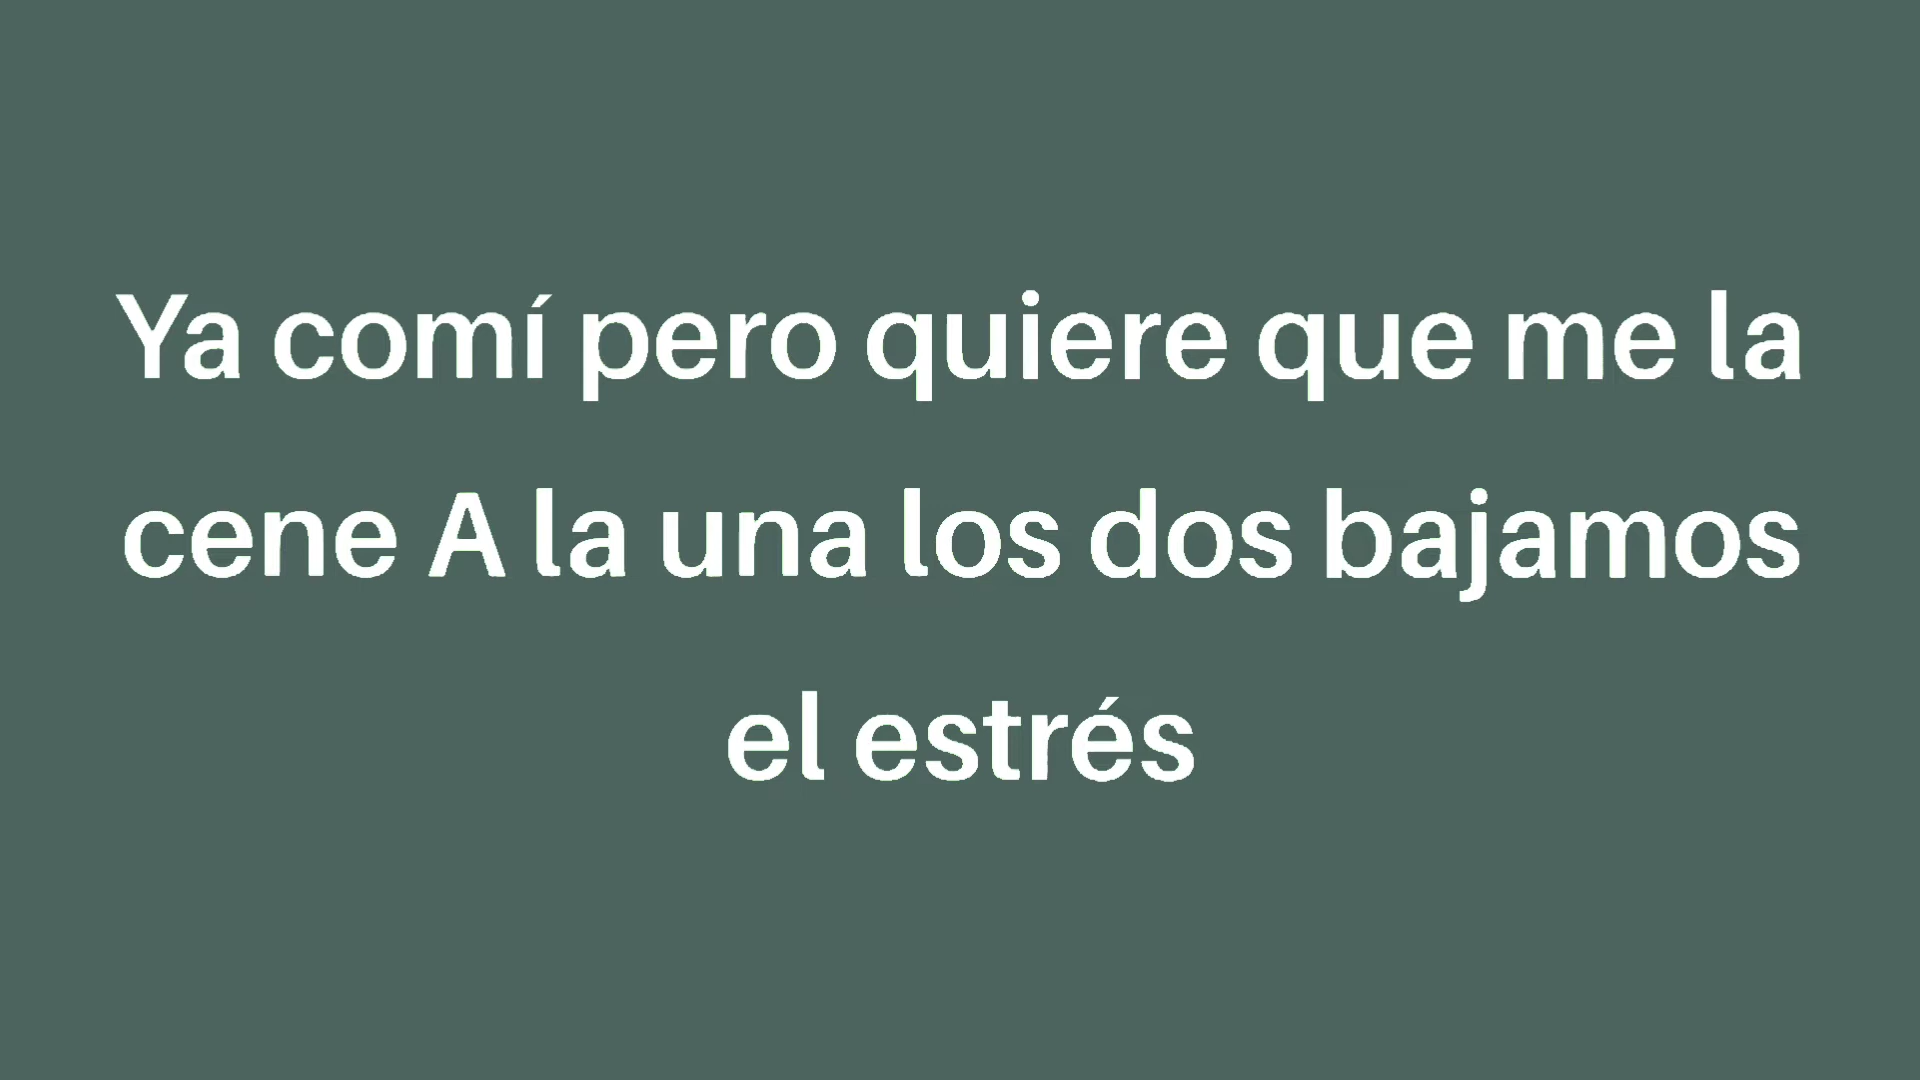 Ya comí pero quiere que me la
cene A la una los dos bajamos
el estrés